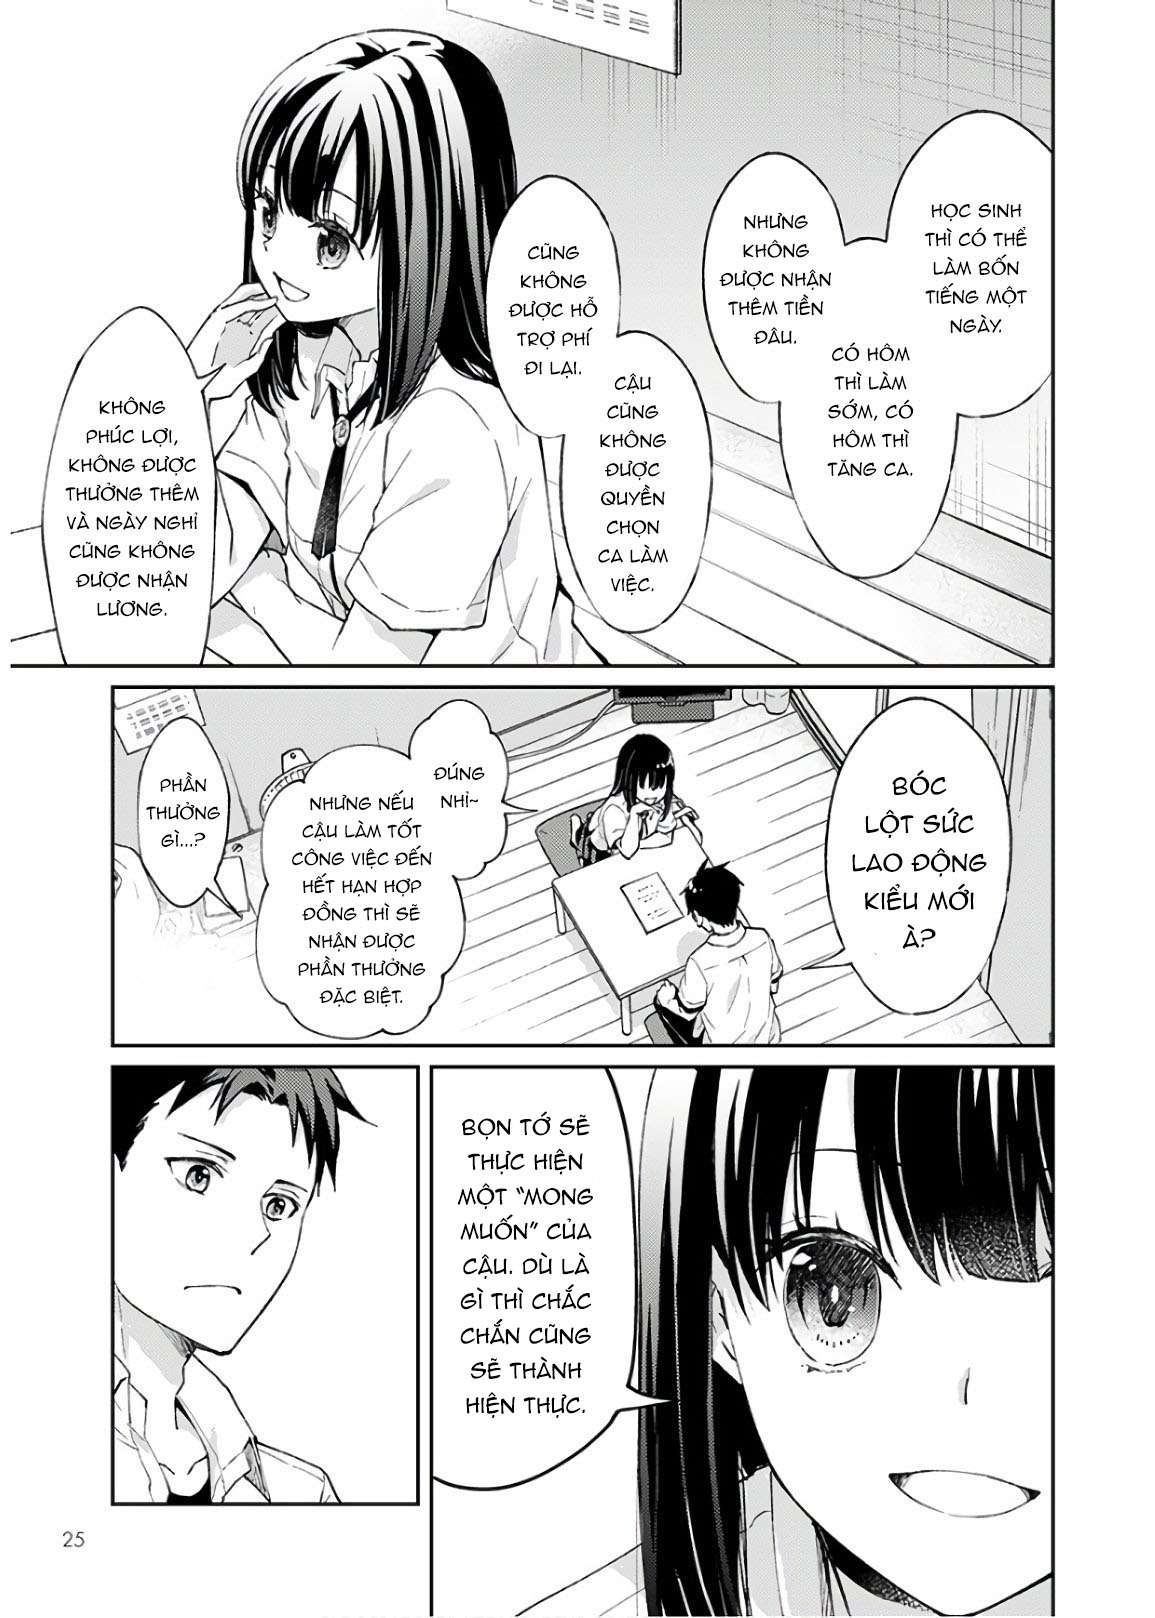 HỌC SINH
THÌ CÓ THỂ
LÀM BỐN
TIẾNG MỘT
NGÀY.
NHƯNG
KHÔNG
ĐƯỢC NHẬN
THÊM TIỀN
ĐÂU.
CÓ HÔM
THÌ LÀM
SỚM, CÓ
HÔM THÌ
TĂNG CA.
CŨNG
KHÔNG
ĐƯỢC HỖ
TRỢ PHÍ
ĐI LẠI.
CẬU
CŨNG
KHÔNG
ĐƯỢC
QUYỀN
CHỌN
CA LÀM
VIỆC.
KHÔNG
PHÚC LỢI,
KHÔNG ĐƯỢC
THƯỞNG THÊM
VÀ NGÀY NGHỈ
CŨNG KHÔNG
ĐƯỢC NHẬN
LƯƠNG.
BÓC
LỘT SỨC
LAO ĐỘNG
KIỂU MỚI
À?
ĐÚNG
NHỈ~
NHƯNG NẾU
CẬU LÀM TỐT
CÔNG VIỆC ĐẾN
HẾT HẠN HỢP
ĐỒNG THÌ SẼ
NHẬN ĐƯỢC
PHẦN THƯỞNG
ĐẶC BIỆT.
PHẦN
THƯỞNG
GÌ...?
BỌN TỚ SẼ
THỰC HIỆN
MỘT "MONG
MUỐN" CỦA
CẬU. DÙ LÀ
GÌ THÌ CHẮC
CHẮN CŨNG
SẼ THÀNH
HIỆN THỰC.
25